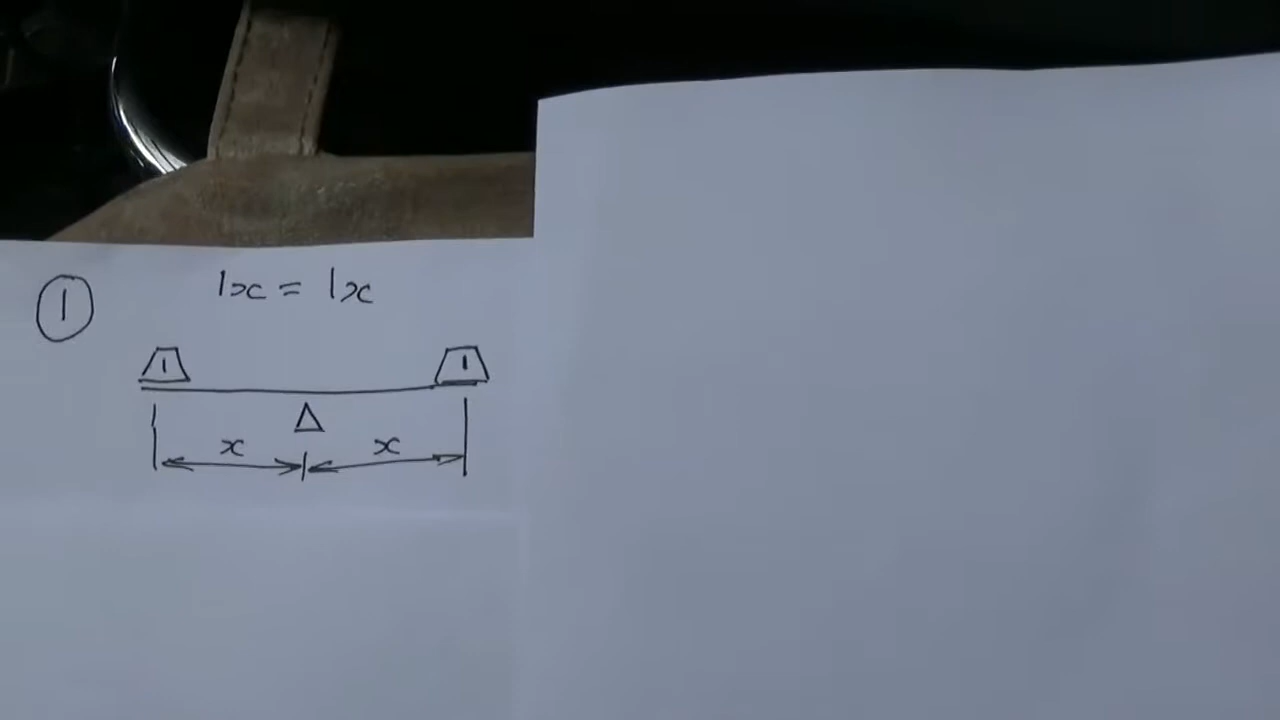 ① 1x = 1x
1 1
x x